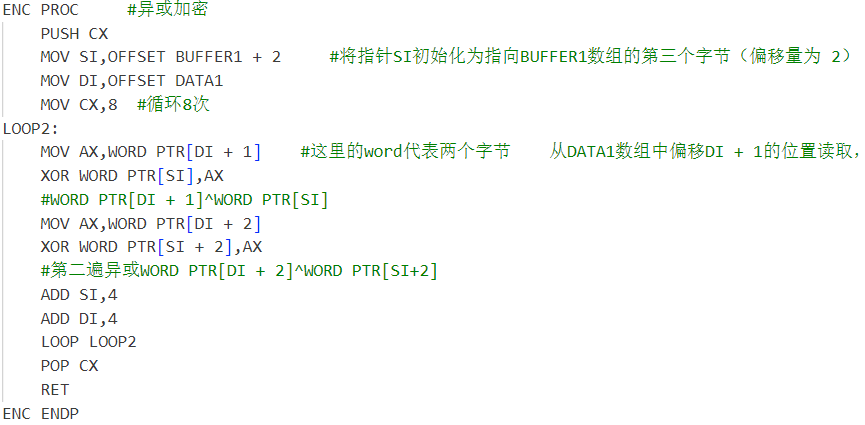 ENC PROC     #异或加密
    PUSH CX
    MOV SI,OFFSET BUFFER1 + 2     #将指针SI初始化为指向BUFFER1数组的第三个字节（偏移量为 2）
    MOV DI,OFFSET DATA1
    MOV CX,8  #循环8次
LOOP2:
    MOV AX,WORD PTR[DI + 1]    #这里的word代表两个字节    从DATA1数组中偏移DI + 1的位置读取，
    XOR WORD PTR[SI],AX
    #WORD PTR[DI + 1]^WORD PTR[SI]
    MOV AX,WORD PTR[DI + 2]
    XOR WORD PTR[SI + 2],AX
    #第二遍异或WORD PTR[DI + 2]^WORD PTR[SI+2]
    ADD SI,4
    ADD DI,4
    LOOP LOOP2
    POP CX
    RET
ENC ENDP